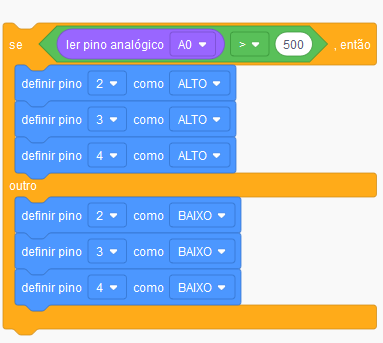 se ler pino analógico A0 > 500 , então
definir pino 2 como ALTO
definir pino 3 como ALTO
definir pino 4 como ALTO
outro
definir pino 2 como BAIXO
definir pino 3 como BAIXO
definir pino 4 como BAIXO